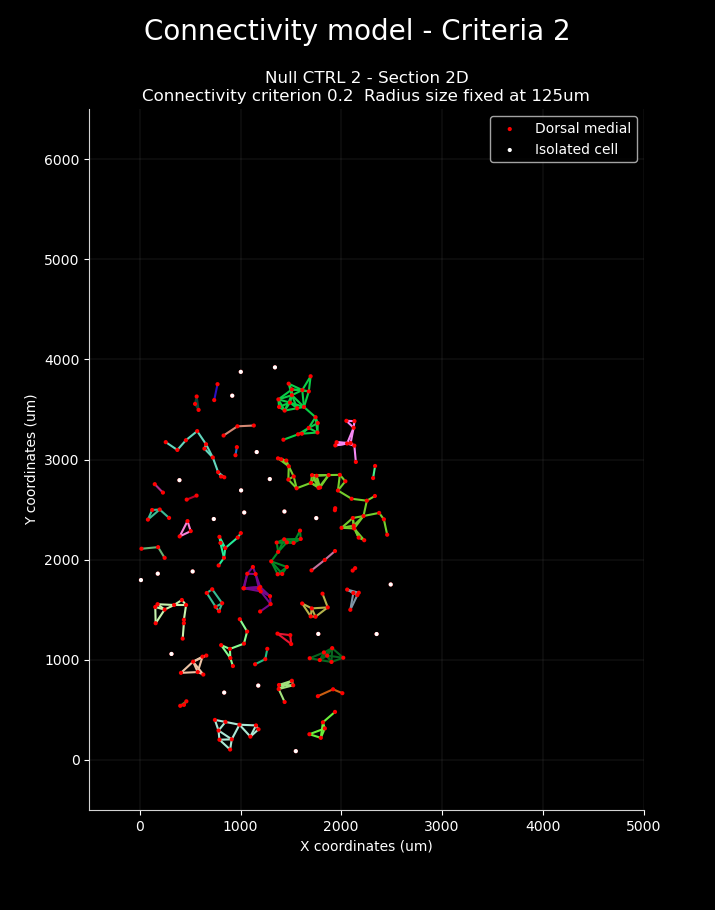 Connectivity model - Criteria 2
Null CTRL 2 - Section 2D
Connectivity criterion 0.2  Radius size fixed at 125um
Dorsal medial
Isolated cell
6000
5000
4000
3000
2000
1000
0
Y coordinates (um)
0 1000 2000 3000 4000 5000
X coordinates (um)